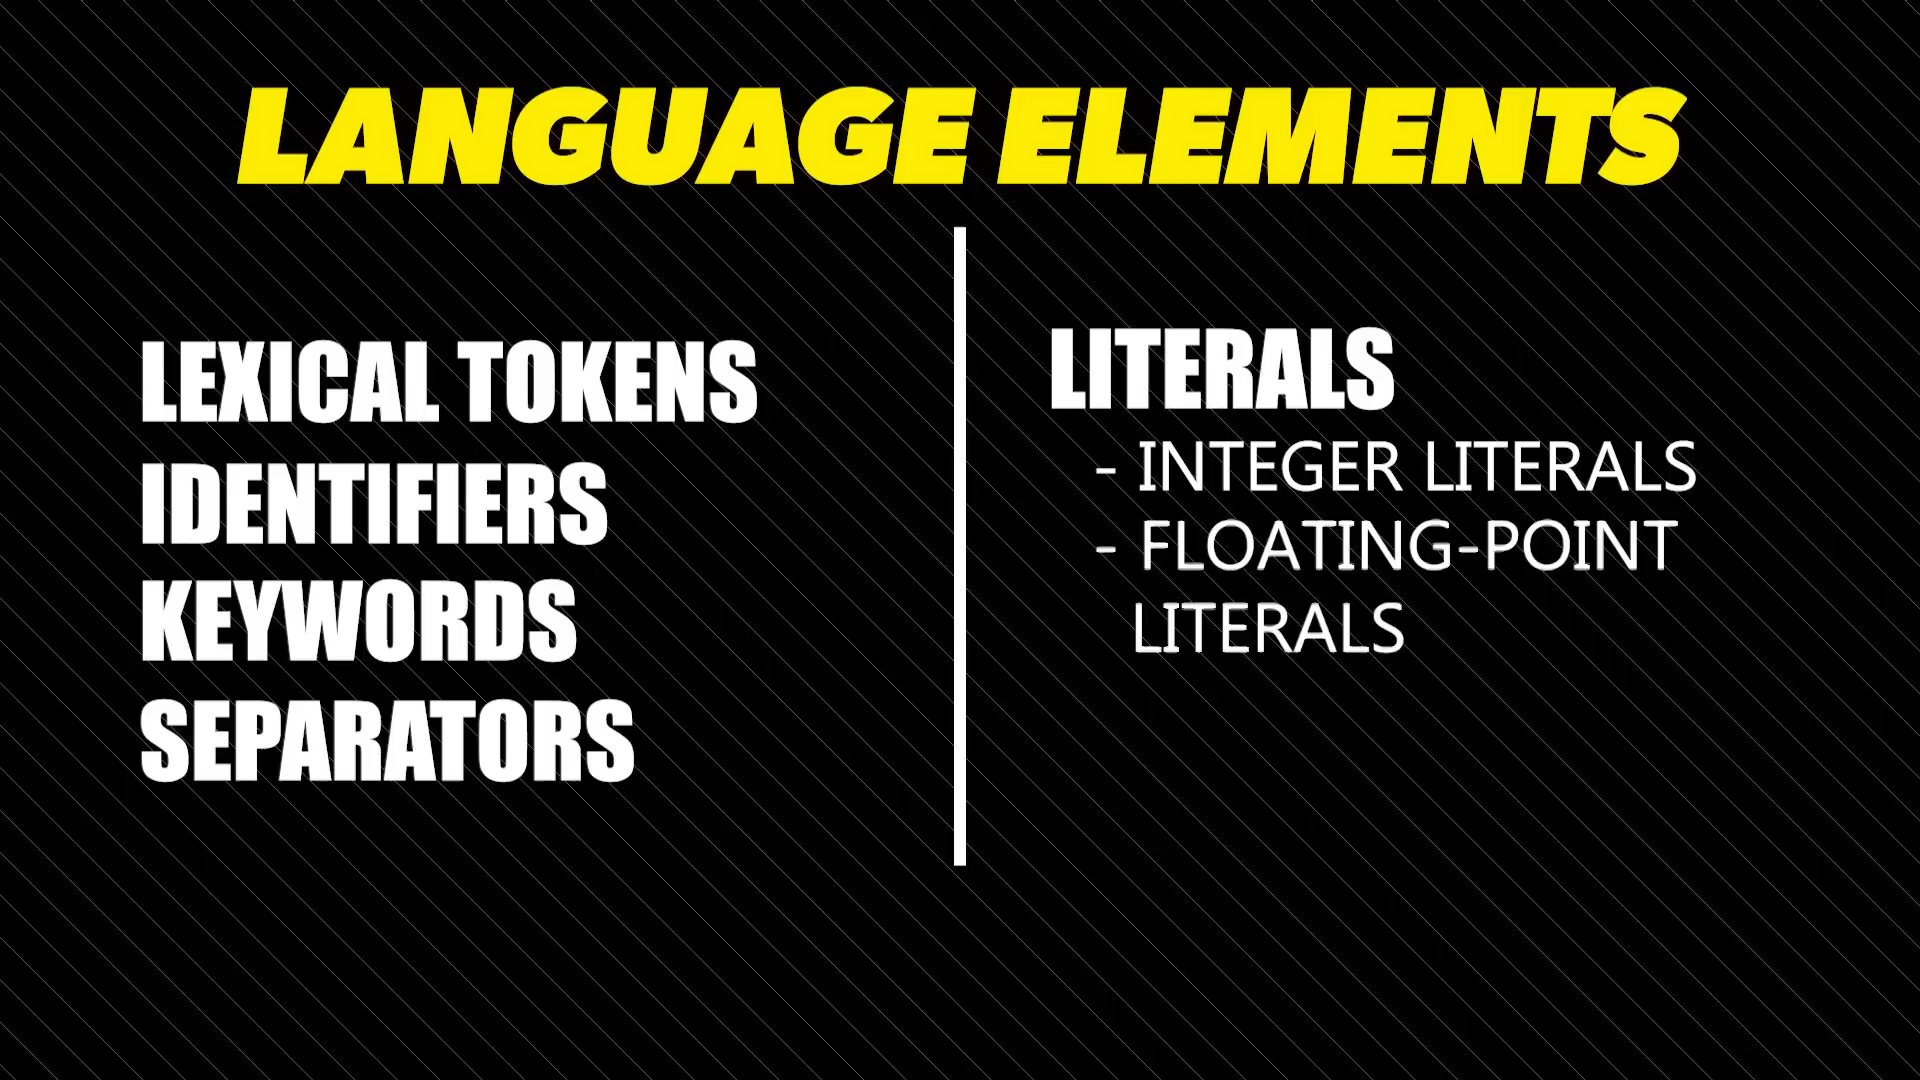 LANGUAGE ELEMENTS
LEXICAL TOKENS
IDENTIFIERS
KEYWORDS
SEPARATORS
LITERALS
- INTEGER LITERALS
- FLOATING-POINT
LITERALS